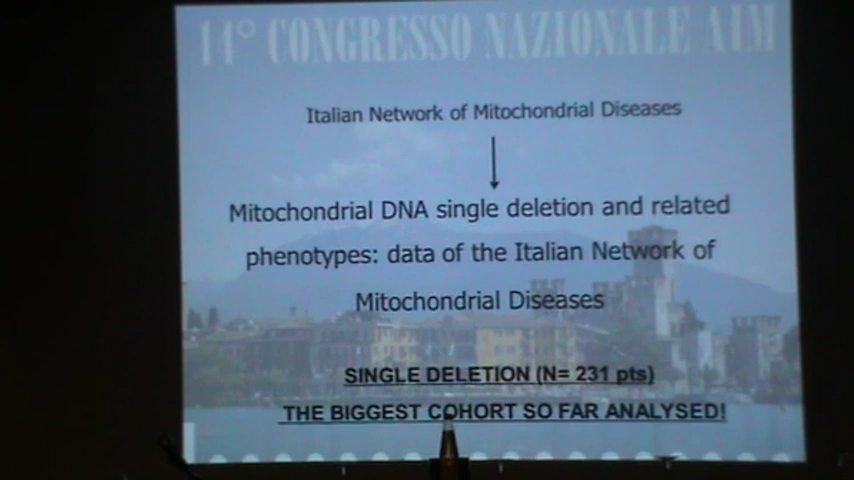 14° CONGRESSO NAZIONALE AIM
Italian Network of Mitochondrial Diseases
Mitochondrial DNA single deletion and related
phenotypes: data of the Italian Network of
Mitochondrial Diseases
SINGLE DELETION (N= 231 pts)
THE BIGGEST COHORT SO FAR ANALYSED!